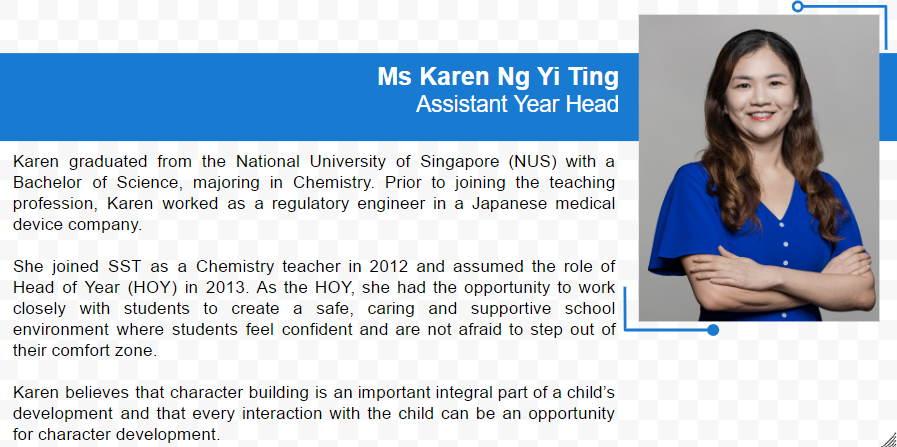 Ms Karen Ng Yi Ting
Assistant Year Head
Karen graduated from the National University of Singapore (NUS) with a
Bachelor of Science, majoring in Chemistry. Prior to joining the teaching
profession, Karen worked as a regulatory engineer in a Japanese medical
device company.
She joined SST as a Chemistry teacher in 2012 and assumed the role of
Head of Year (HOY) in 2013. As the HOY, she had the opportunity to work
closely with students to create a safe, caring and supportive school
environment where students feel confident and are not afraid to step out of
their comfort zone.
Karen believes that character building is an important integral part of a child’s
development and that every interaction with the child can be an opportunity
for character development.